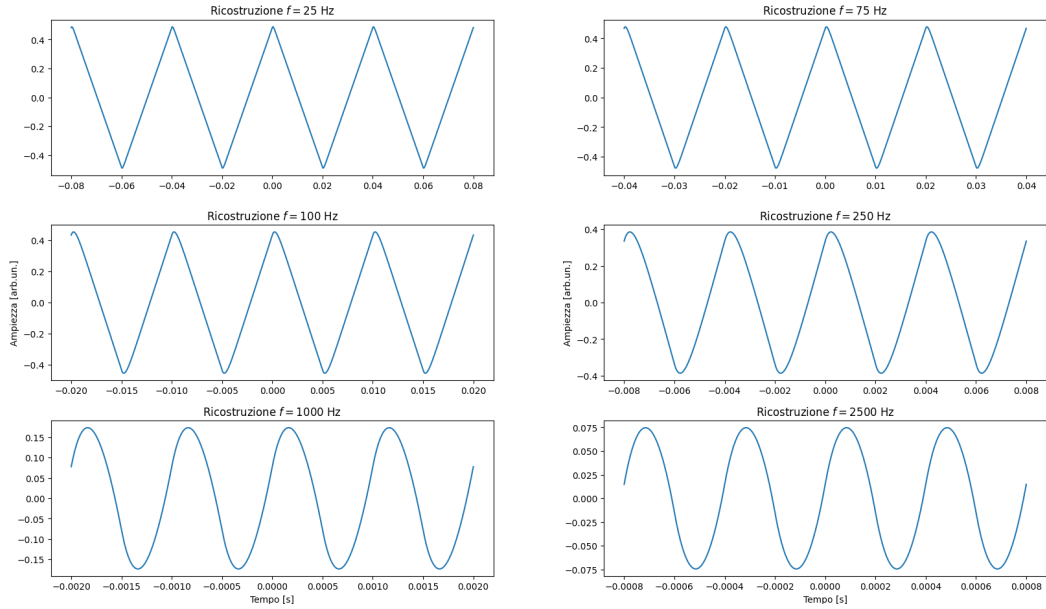 Ricostruzione f = 25 Hz
0.4
0.2
0.0
−0.2
−0.4
−0.08 −0.06 −0.04 −0.02 0.00 0.02 0.04 0.06 0.08
Ricostruzione f = 75 Hz
0.4
0.2
0.0
−0.2
−0.4
−0.04 −0.03 −0.02 −0.01 0.00 0.01 0.02 0.03 0.04
Ricostruzione f = 100 Hz
Ampiezza [arb.un.]
0.4
0.2
0.0
−0.2
−0.4
−0.020 −0.015 −0.010 −0.005 0.000 0.005 0.010 0.015 0.020
Ricostruzione f = 250 Hz
Ampiezza [arb.un.]
0.4
0.2
0.0
−0.2
−0.4
−0.008 −0.006 −0.004 −0.002 0.000 0.002 0.004 0.006 0.008
Ricostruzione f = 1000 Hz
0.15
0.10
0.05
0.00
−0.05
−0.10
−0.15
−0.0020 −0.0015 −0.0010 −0.0005 0.0000 0.0005 0.0010 0.0015 0.0020
Tempo [s]
Ricostruzione f = 2500 Hz
0.075
0.050
0.025
0.000
−0.025
−0.050
−0.075
−0.0008 −0.0006 −0.0004 −0.0002 0.0000 0.0002 0.0004 0.0006 0.0008
Tempo [s]